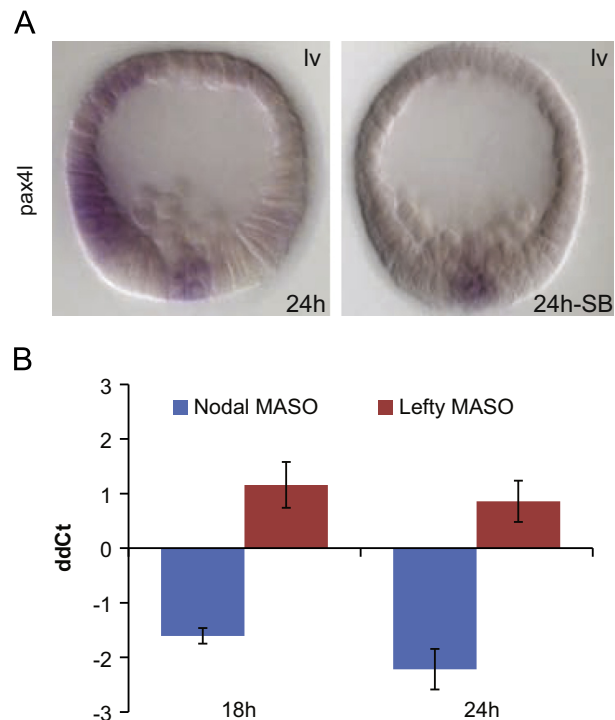 A
lv
lv
pax4l
24h
24h-SB
B
3
Nodal MASO
Lefty MASO
2
1
0
-1
-2
-3
ddCt
18h
24h